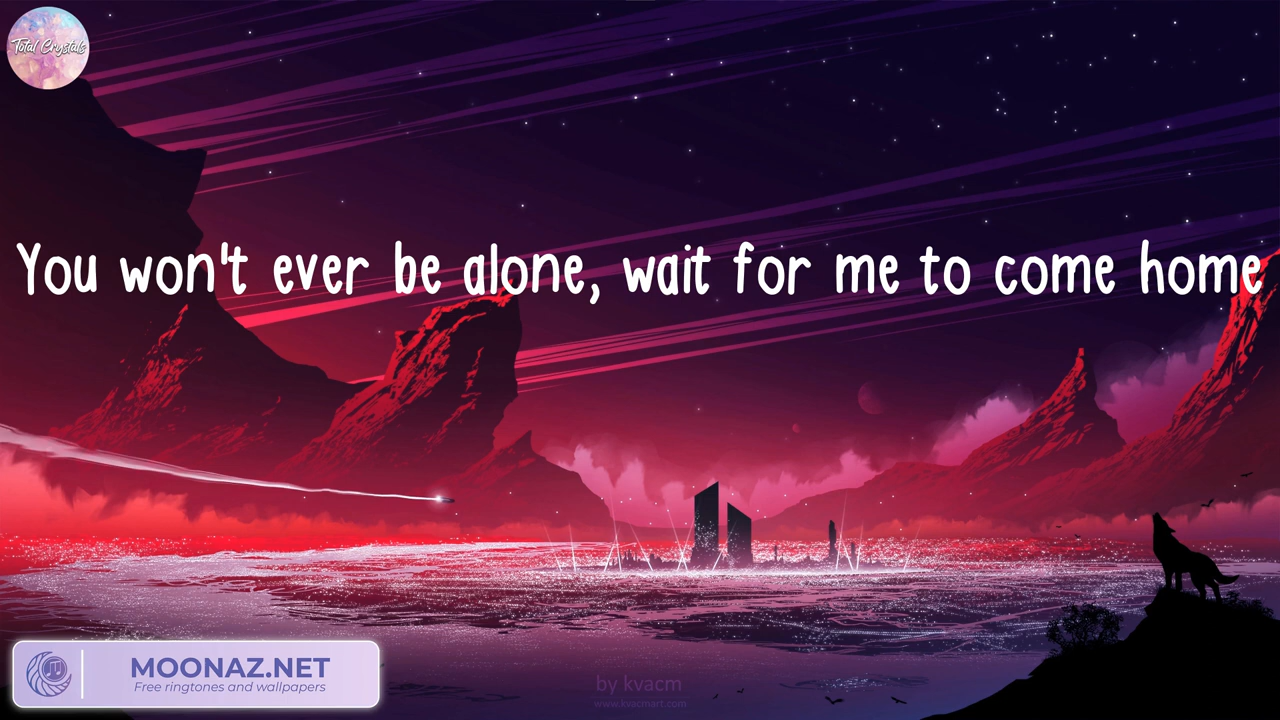 Total Crystals
You won't ever be alone, wait for me to come home
MOONAZ.NET
Free ringtones and wallpapers
by kvacm
www.kvacmart.com